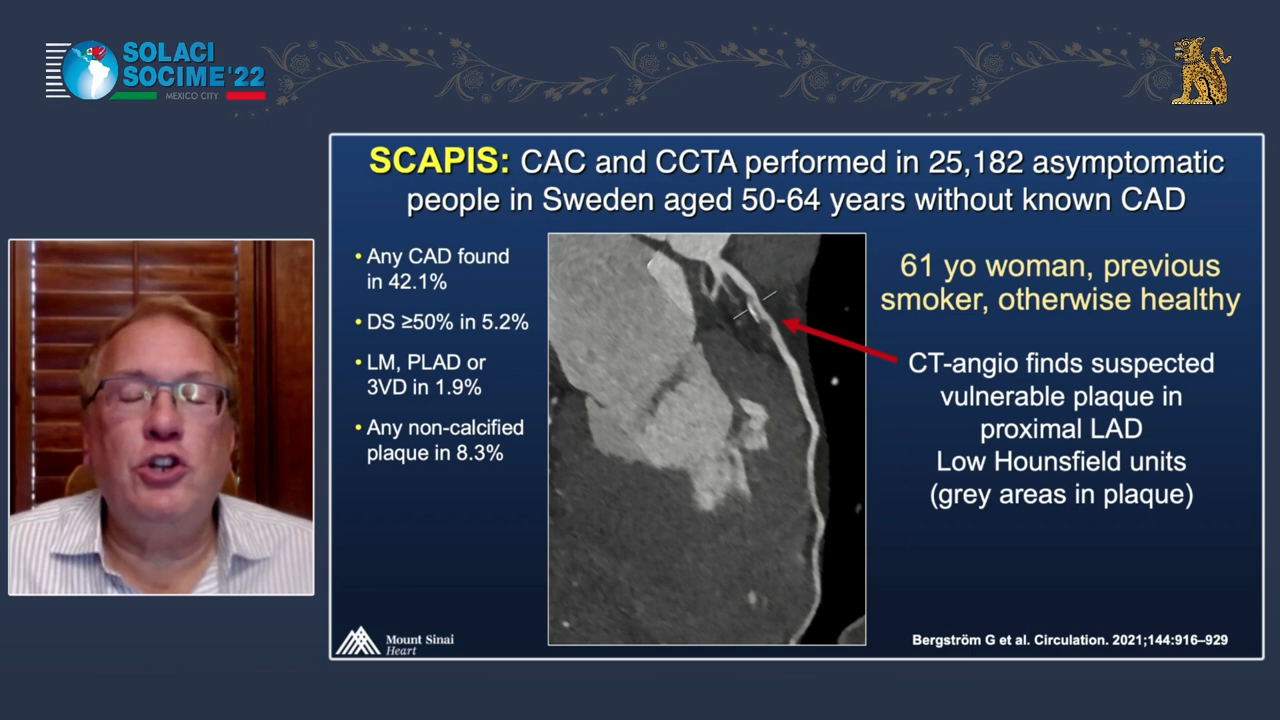 SOLACI
SOCIME'22
MEXICO CITY
SCAPIS: CAC and CCTA performed in 25,182 asymptomatic
people in Sweden aged 50-64 years without known CAD
• Any CAD found
in 42.1%
• DS ≥50% in 5.2%
• LM, PLAD or
3VD in 1.9%
• Any non-calcified
plaque in 8.3%
61 yo woman, previous
smoker, otherwise healthy
CT-angio finds suspected
vulnerable plaque in
proximal LAD
Low Hounsfield units
(grey areas in plaque)
Mount Sinai
Heart
Bergström G et al. Circulation. 2021;144:916–929